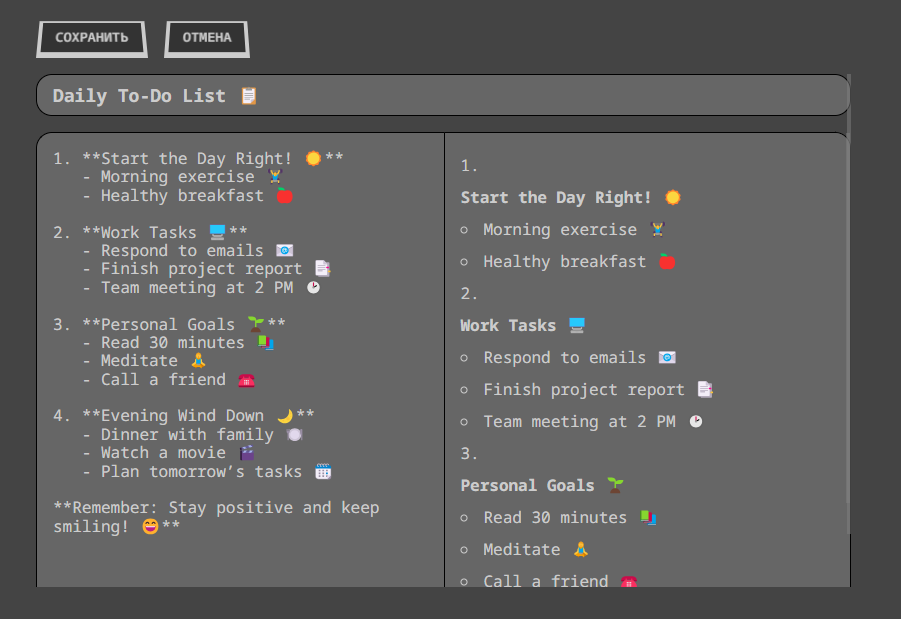 СОХРАНИТЬ
ОТМЕНА
Daily To-Do List 📋
1. **Start the Day Right! ☀️**
- Morning exercise 🏋️
- Healthy breakfast 🍎
2. **Work Tasks 🖥️**
- Respond to emails 📧
- Finish project report 📑
- Team meeting at 2 PM 🕑
3. **Personal Goals 🌱**
- Read 30 minutes 📚
- Meditate 🧘
- Call a friend ☎️
4. **Evening Wind Down 🌙**
- Dinner with family 🍽️
- Watch a movie 🎬
- Plan tomorrow’s tasks 🗓️
**Remember: Stay positive and keep
smiling! 😄**
1.
Start the Day Right! ☀️
○ Morning exercise 🏋️
○ Healthy breakfast 🍎
2.
Work Tasks 🖥️
○ Respond to emails 📧
○ Finish project report 📑
○ Team meeting at 2 PM 🕑
3.
Personal Goals 🌱
○ Read 30 minutes 📚
○ Meditate 🧘
○ Call a friend ☎️